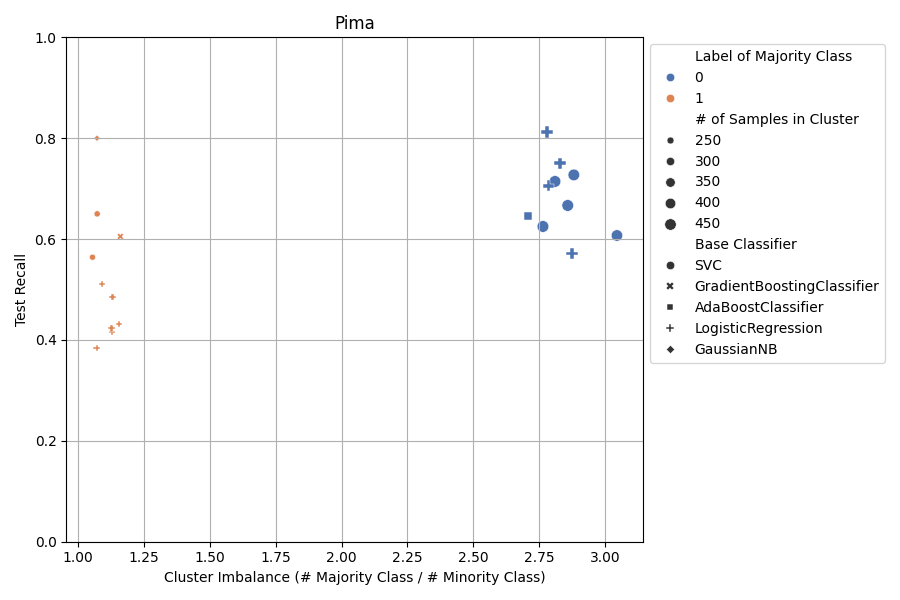 Pima
1.0
0.8
0.6
0.4
0.2
0.0
Test Recall
1.00
1.25
1.50
1.75
2.00
2.25
2.50
2.75
3.00
Cluster Imbalance (# Majority Class / # Minority Class)
Label of Majority Class
0
1
# of Samples in Cluster
250
300
350
400
450
Base Classifier
SVC
GradientBoostingClassifier
AdaBoostClassifier
LogisticRegression
GaussianNB